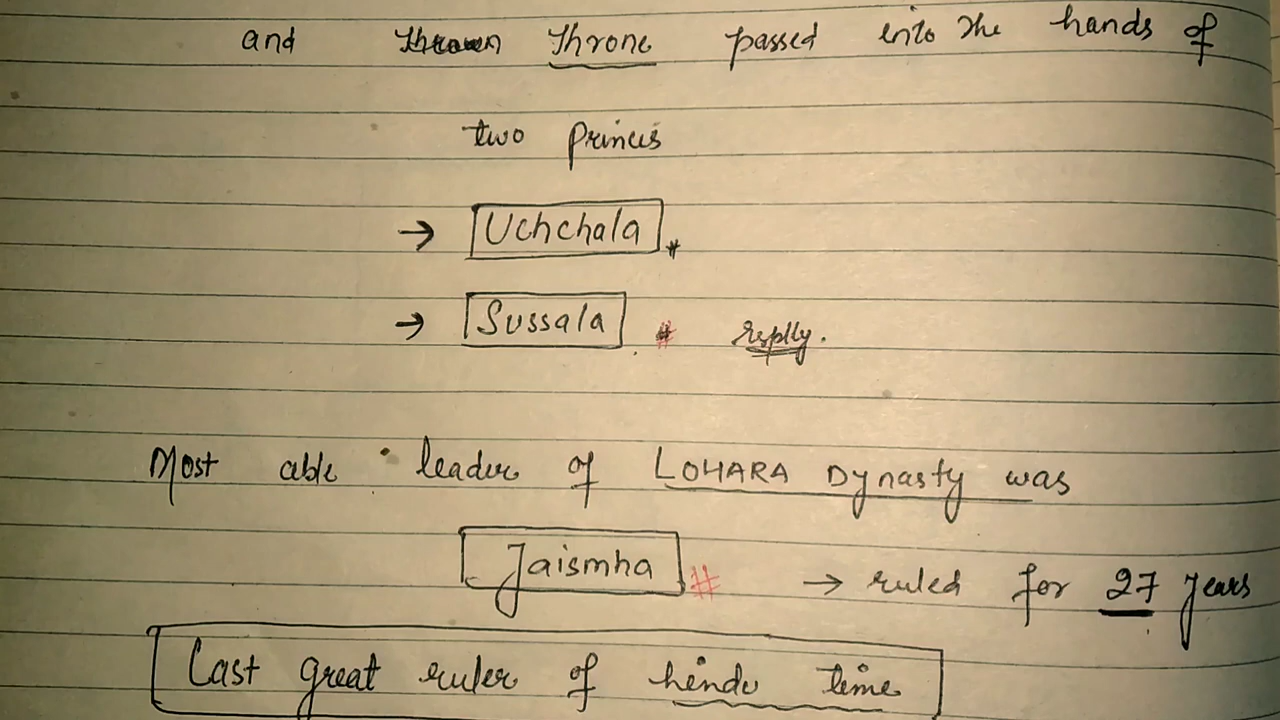 and thrown Throne passed into the hands of
two princes
→ Uchchala *
→ Sussala # resplly.
Most able leader of LOHARA Dynasty was
Jaismha # → ruled for 27 years
Last great ruler of hindu time